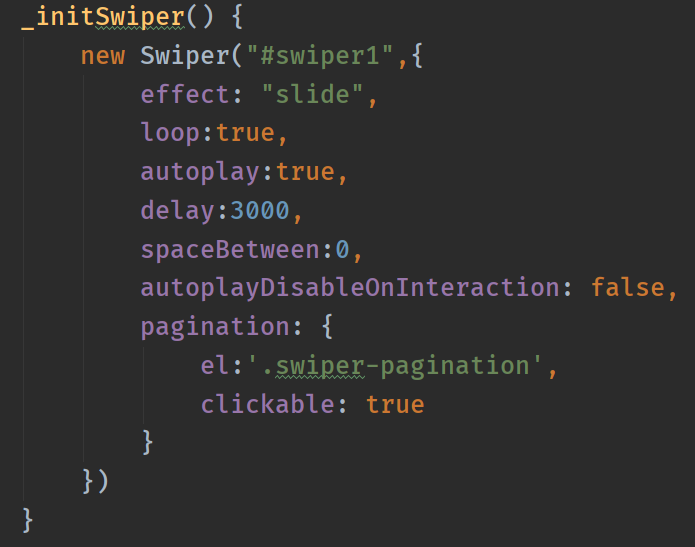 _initSwiper() {
    new Swiper("#swiper1",{
        effect: "slide",
        loop:true,
        autoplay:true,
        delay:3000,
        spaceBetween:0,
        autoplayDisableOnInteraction: false,
        pagination: {
            el:'.swiper-pagination',
            clickable: true
        }
    })
}